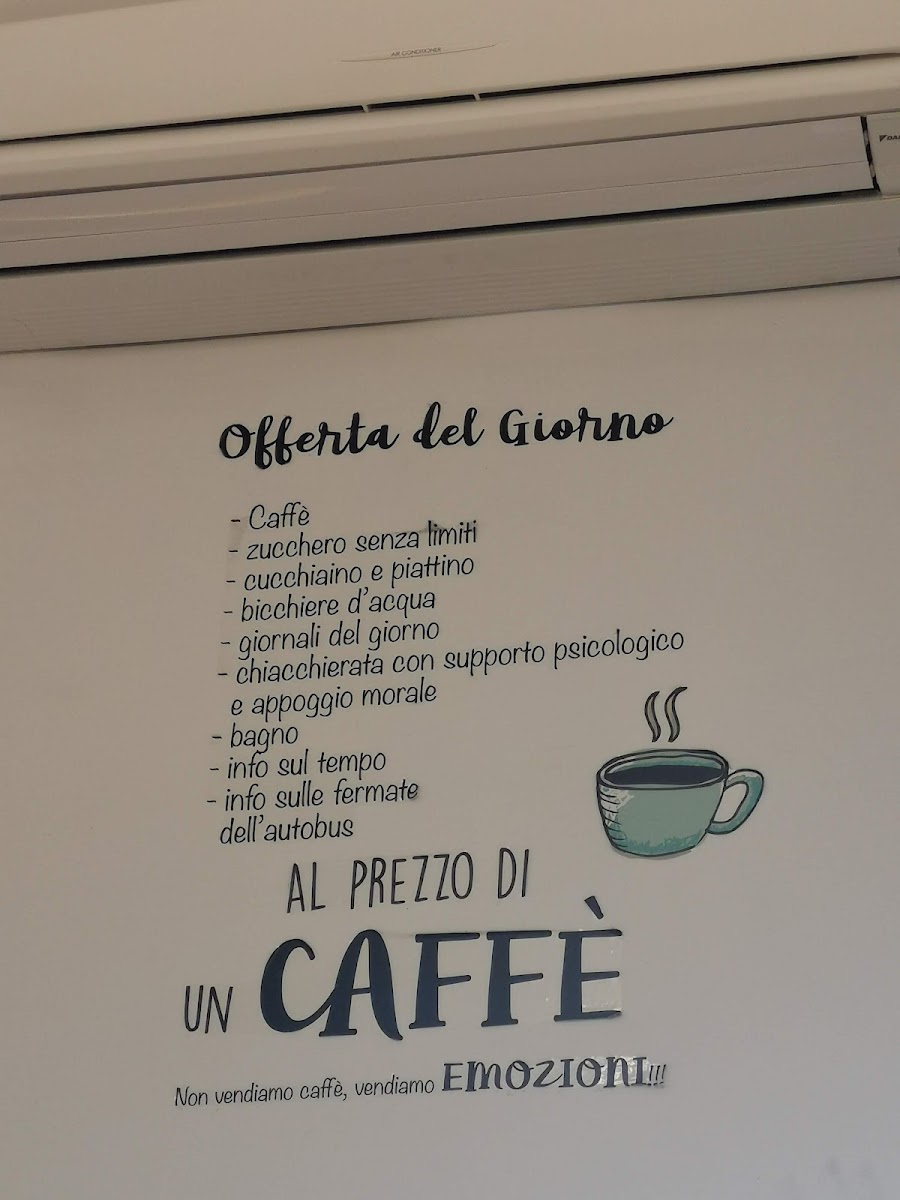 AIR CONDITIONER
Offerta del Giorno
- Caffè
- zucchero senza limiti
- cucchiaino e piattino
- bicchiere d'acqua
- giornali del giorno
- chiacchierata con supporto psicologico
e appoggio morale
- bagno
- info sul tempo
- info sulle fermate
dell'autobus
AL PREZZO DI
UN CAFFÈ
Non vendiamo caffè, vendiamo EMOZIONI!!!